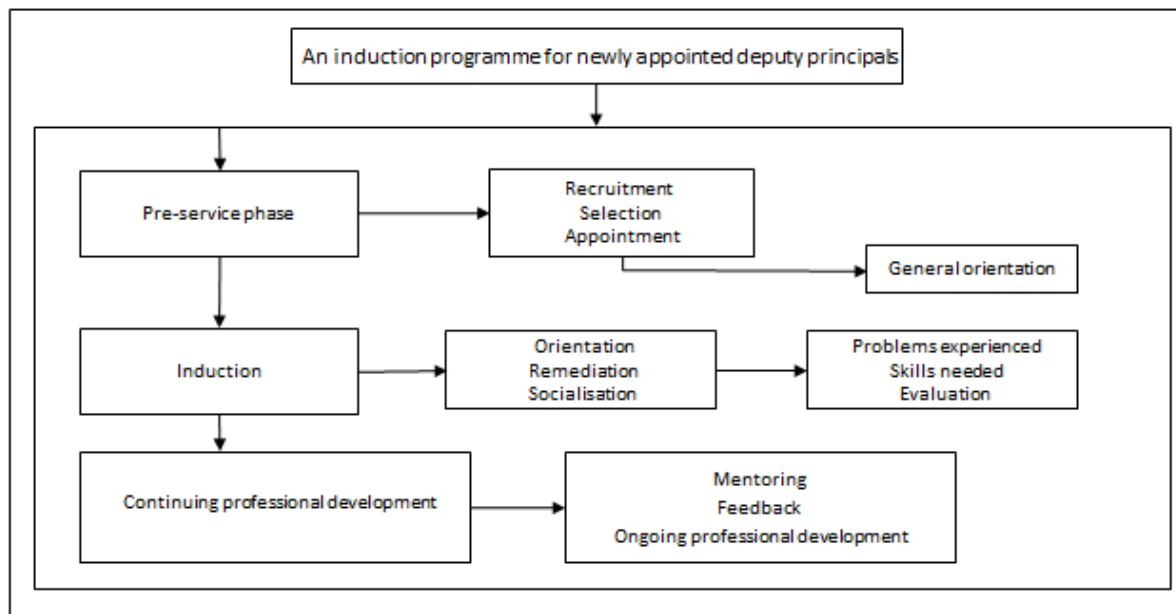 An induction programme for newly appointed deputy principals
Pre-service phase
Recruitment
Selection
Appointment
General orientation
Induction
Orientation
Remediation
Socialisation
Problems experienced
Skills needed
Evaluation
Continuing professional development
Mentoring
Feedback
Ongoing professional development